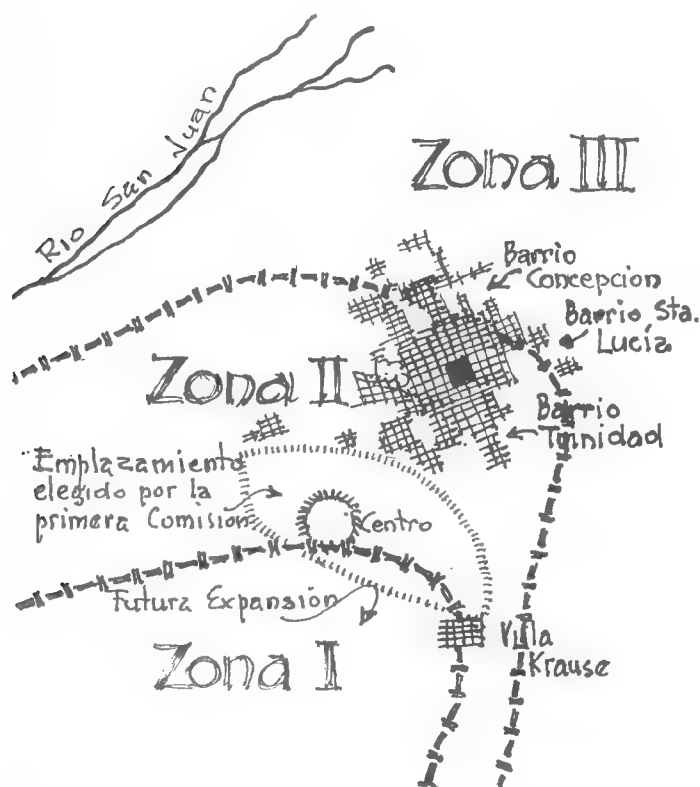 Rio San Juan
Zona III
Barrio
Concepcion
Barrio Sta.
Lucía
Zona II
Barrio
Trinidad
Emplazamiento
elegido por la
primera Comisión
Centro
Futura Expansión
Villa
Krause
Zona I